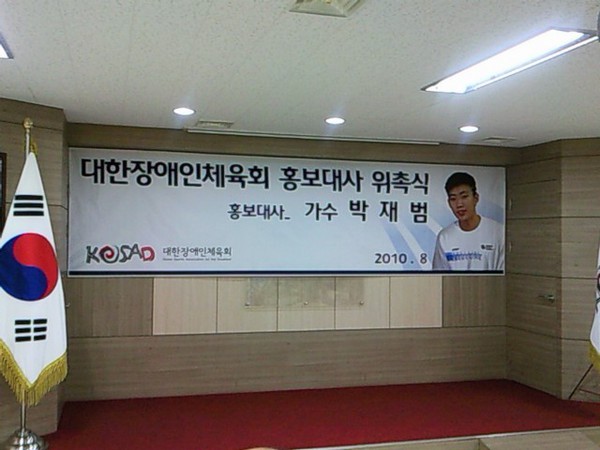 대한장애인체육회 홍보대사 위촉식
홍보대사_ 가수 박 재 범
KOSAD 대한장애인체육회
2010 . 8